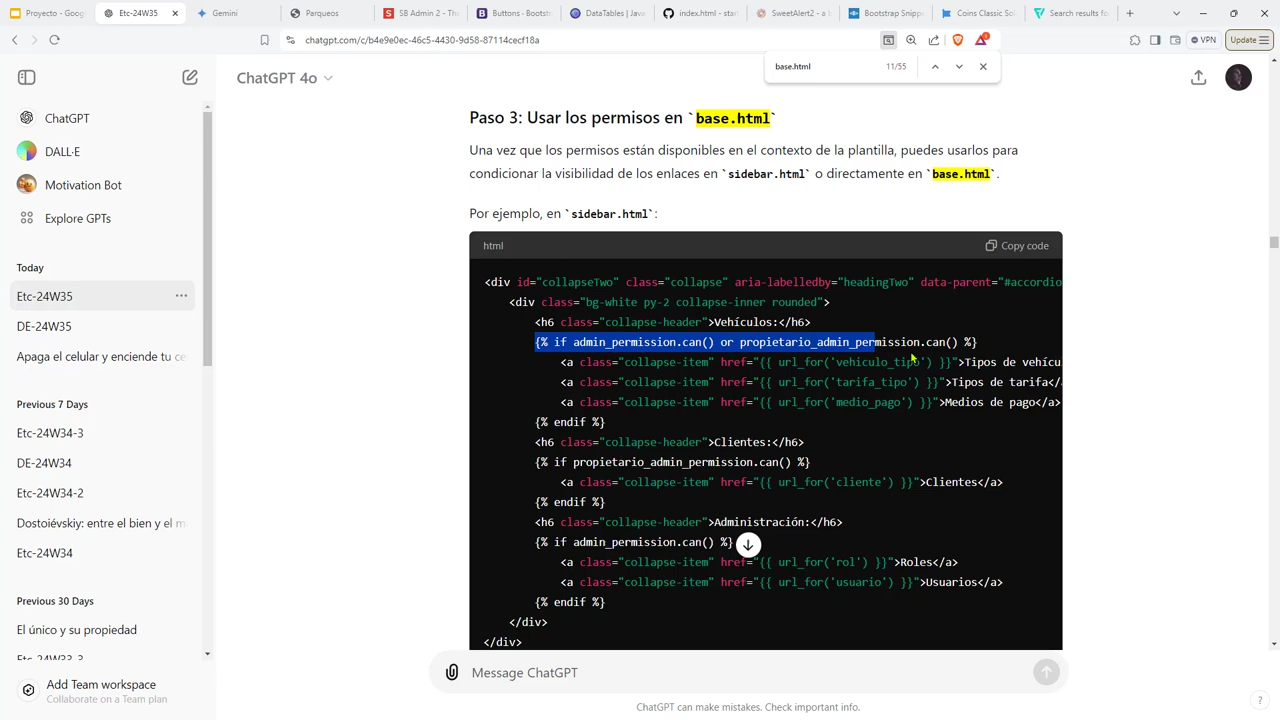 Proyecto - Goog
Etc-24W35
Gemini
Parqueos
SB Admin 2 - The
Buttons - Bootstr
DataTables | Java
index.html - star
SweetAlert2 - a b
Bootstrap Snippe
Coins Classic Sol
Search results fo
chatgpt.com/c/b4e9e0ec-46c5-4430-9d58-87114cecf18a
1
VPN
Update
base.html
11/55
ChatGPT 4o
ChatGPT
DALL·E
Motivation Bot
Explore GPTs
Today
Etc-24W35
DE-24W35
Apaga el celular y enciende tu ce
Previous 7 Days
Etc-24W34-3
DE-24W34
Etc-24W34-2
Dostoiévskiy: entre el bien y el m
Etc-24W34
Previous 30 Days
El único y su propiedad
Etc-24W33-3
Add Team workspace
Collaborate on a Team plan
Paso 3: Usar los permisos en `base.html`
Una vez que los permisos están disponibles en el contexto de la plantilla, puedes usarlos para
condicionar la visibilidad de los enlaces en `sidebar.html` o directamente en `base.html`.
Por ejemplo, en `sidebar.html`:
html
Copy code
<div id="collapseTwo" class="collapse" aria-labelledby="headingTwo" data-parent="#accordio
<div class="bg-white py-2 collapse-inner rounded">
<h6 class="collapse-header">Vehículos:</h6>
{% if admin_permission.can() or propietario_admin_permission.can() %}
<a class="collapse-item" href="{{ url_for('vehiculo_tipo') }}">Tipos de vehícu
<a class="collapse-item" href="{{ url_for('tarifa_tipo') }}">Tipos de tarifa</
<a class="collapse-item" href="{{ url_for('medio_pago') }}">Medios de pago</a>
{% endif %}
<h6 class="collapse-header">Clientes:</h6>
{% if propietario_admin_permission.can() %}
<a class="collapse-item" href="{{ url_for('cliente') }}">Clientes</a>
{% endif %}
<h6 class="collapse-header">Administración:</h6>
{% if admin_permission.can() %}
<a class="collapse-item" href="{{ url_for('rol') }}">Roles</a>
<a class="collapse-item" href="{{ url_for('usuario') }}">Usuarios</a>
{% endif %}
</div>
</div>
Message ChatGPT
ChatGPT can make mistakes. Check important info.
?